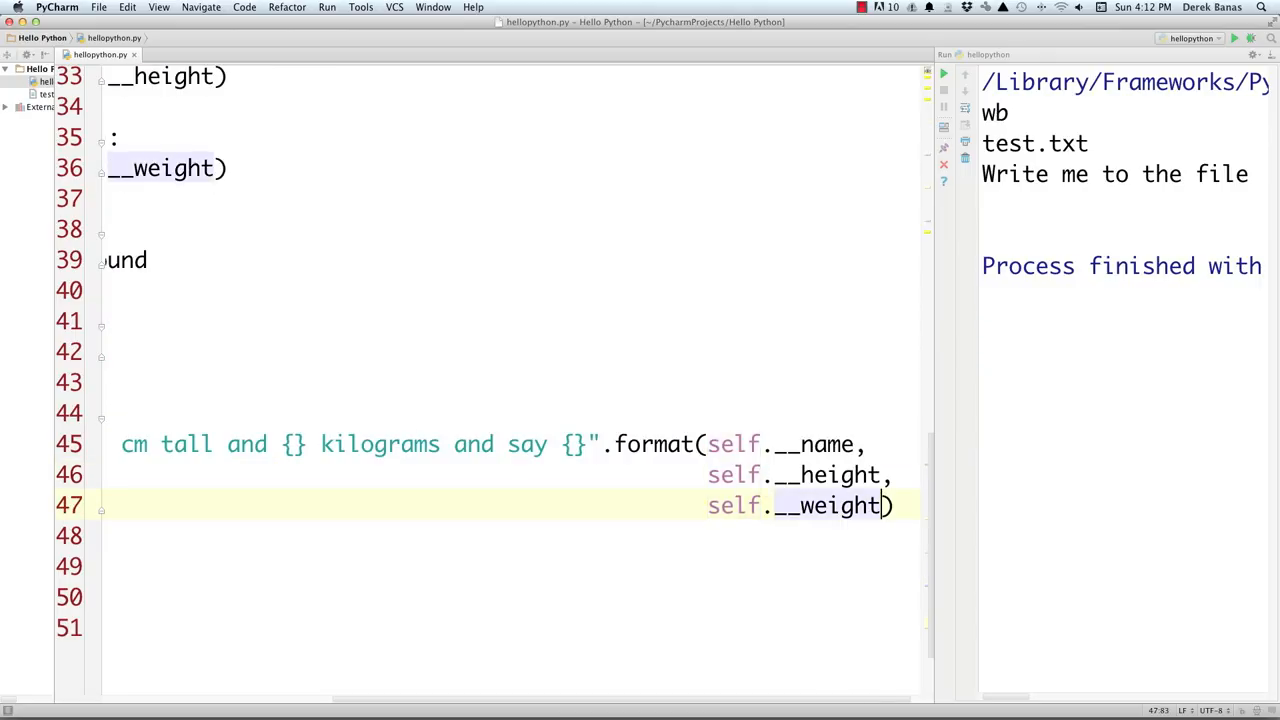 PyCharm File Edit View Navigate Code Refactor Run Tools VCS Window Help 10 Sun 4:12 PM Derek Banas
hellopython.py - Hello Python - [~/PycharmProjects/Hello Python]
Hello Python hellopython.py hellopython
hellopython.py Run hellopython
Hello
hell
test
Extern
33 __height)
34
35 :
36 __weight)
37
38
39 ound
40
41
42
43
44
45 cm tall and {} kilograms and say {}".format(self.__name,
46 self.__height,
47 self.__weight)
48
49
50
51
/Library/Frameworks/Py
wb
test.txt
Write me to the file
Process finished with
47:83 LF UTF-8